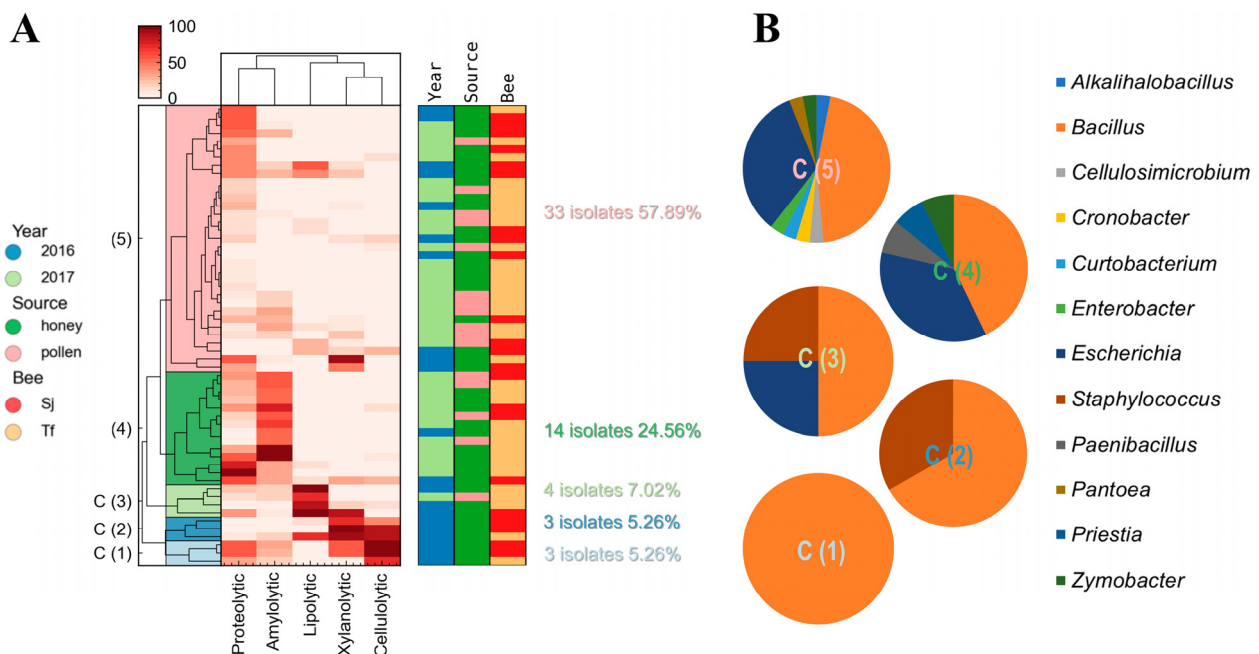 A
100
50
0
Year
Source
Bee
Year
2016
2017
Source
honey
pollen
Bee
Sj
Tf
(5)
(4)
C (3)
C (2)
C (1)
33 isolates 57.89%
14 isolates 24.56%
4 isolates 7.02%
3 isolates 5.26%
3 isolates 5.26%
Proteolytic
Amylolytic
Lipolytic
Xylanolytic
Cellulolytic
B
C (5)
C (4)
C (3)
C (2)
C (1)
Alkalihalobacillus
Bacillus
Cellulosimicrobium
Cronobacter
Curtobacterium
Enterobacter
Escherichia
Staphylococcus
Paenibacillus
Pantoea
Priestia
Zymobacter